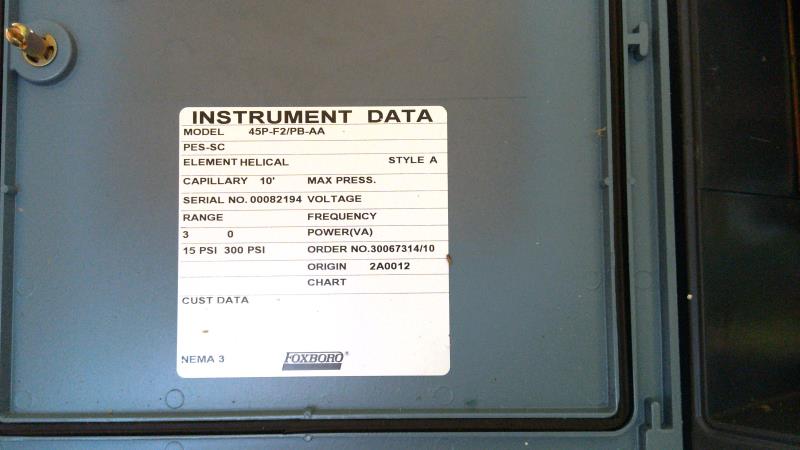 INSTRUMENT DATA
MODEL 45P-F2/PB-AA
PES-SC
ELEMENT HELICAL STYLE A
CAPILLARY 10' MAX PRESS.
SERIAL NO. 00082194 VOLTAGE
RANGE FREQUENCY
3 0 POWER(VA)
15 PSI 300 PSI ORDER NO.30067314/10
ORIGIN 2A0012
CHART
CUST DATA
NEMA 3 FOXBORO®